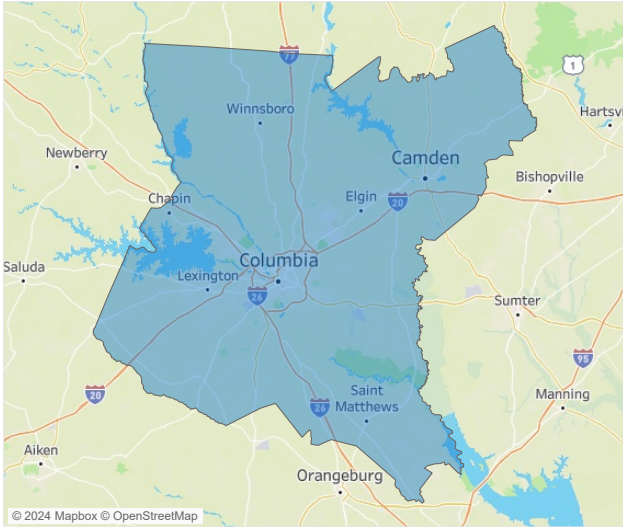 77
1
Winnsboro
Hartsv
Newberry
Camden
Bishopville
Chapin
Elgin
20
Columbia
Saluda
Lexington
26
Sumter
95
20
Saint
Matthews
26
Manning
Aiken
Orangeburg
© 2024 Mapbox © OpenStreetMap